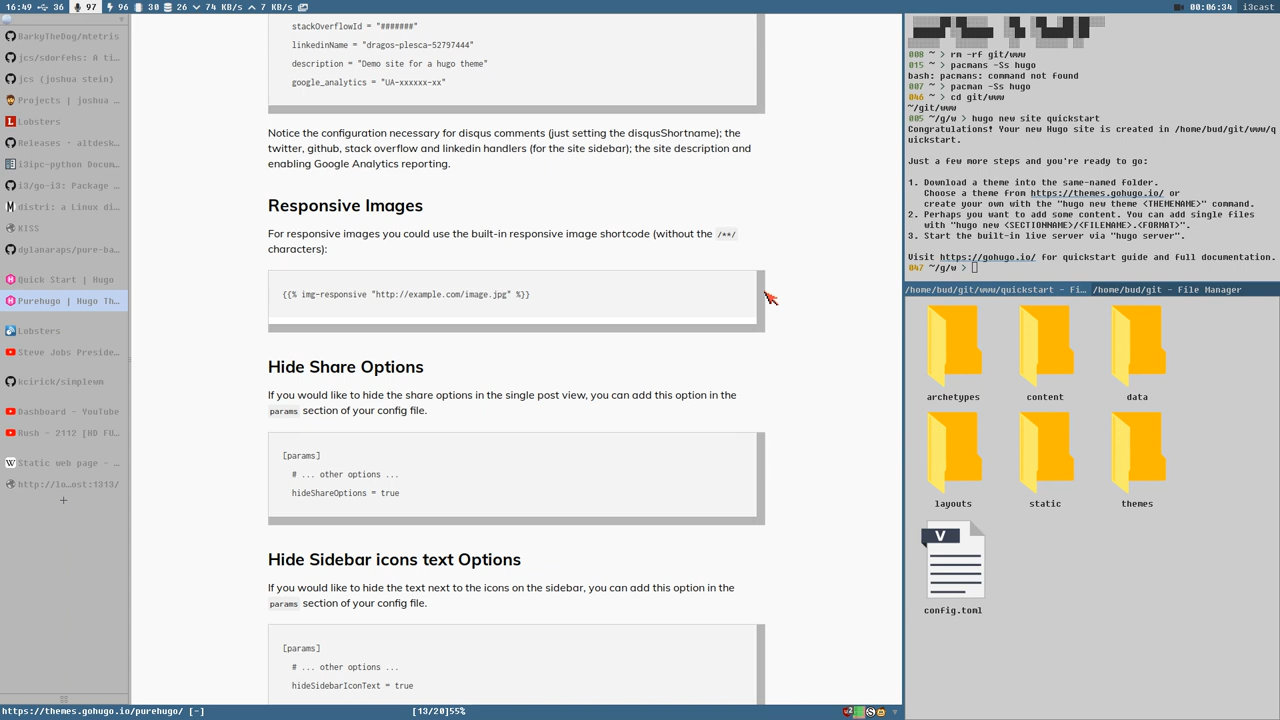 16:49 36 97 96 30 26 74 KB/s 7 KB/s
00:06:34 i3cast
BarkyTheDog/mtetris
jcs/sdorfehs: A ti…
jcs (joshua stein)
Projects | joshua …
Lobsters
Releases · altdesk…
i3ipc-python Docum…
i3/go-i3: Package …
distri: a Linux di…
KISS
dylanaraps/pure-ba…
Quick Start | Hugo
Purehugo | Hugo Th…
Lobsters
Steve Jobs Preside…
kcirick/simplewm
Dashboard - YouTube
Rush - 2112 [HD FU…
Static web page - …
http://lo…st:1313/
stackOverflowId = "#######"
linkedinName = "dragos-plesca-52797444"
description = "Demo site for a hugo theme"
google_analytics = "UA-xxxxxx-xx"
Notice the configuration necessary for disqus comments (just setting the disqusShortname); the
twitter, github, stack overflow and linkedin handlers (for the site sidebar); the site description and
enabling Google Analytics reporting.
Responsive Images
For responsive images you could use the built-in responsive image shortcode (without the /**/
characters):
{{% img-responsive "http://example.com/image.jpg" %}}
Hide Share Options
If you would like to hide the share options in the single post view, you can add this option in the
params section of your config file.
[params]
# ... other options ...
hideShareOptions = true
Hide Sidebar icons text Options
If you would like to hide the text next to the icons on the sidebar, you can add this option in the
params section of your config file.
[params]
# ... other options ...
hideSidebarIconText = true
https://themes.gohugo.io/purehugo/ [-]
[13/20]55%
008 ~ > rm -rf git/www
015 ~ > pacmans -Ss hugo
bash: pacmans: command not found
007 ~ > pacman -Ss hugo
046 ~ > cd git/www
~/git/www
005 ~/g/w > hugo new site quickstart
Congratulations! Your new Hugo site is created in /home/bud/git/www/q
uickstart.
Just a few more steps and you're ready to go:
1. Download a theme into the same-named folder.
Choose a theme from https://themes.gohugo.io/ or
create your own with the "hugo new theme <THEMENAME>" command.
2. Perhaps you want to add some content. You can add single files
with "hugo new <SECTIONNAME>/<FILENAME>.<FORMAT>".
3. Start the built-in live server via "hugo server".
Visit https://gohugo.io/ for quickstart guide and full documentation.
047 ~/g/w >
/home/bud/git/www/quickstart - Fi… /home/bud/git - File Manager
archetypes content data
layouts static themes
V
config.toml